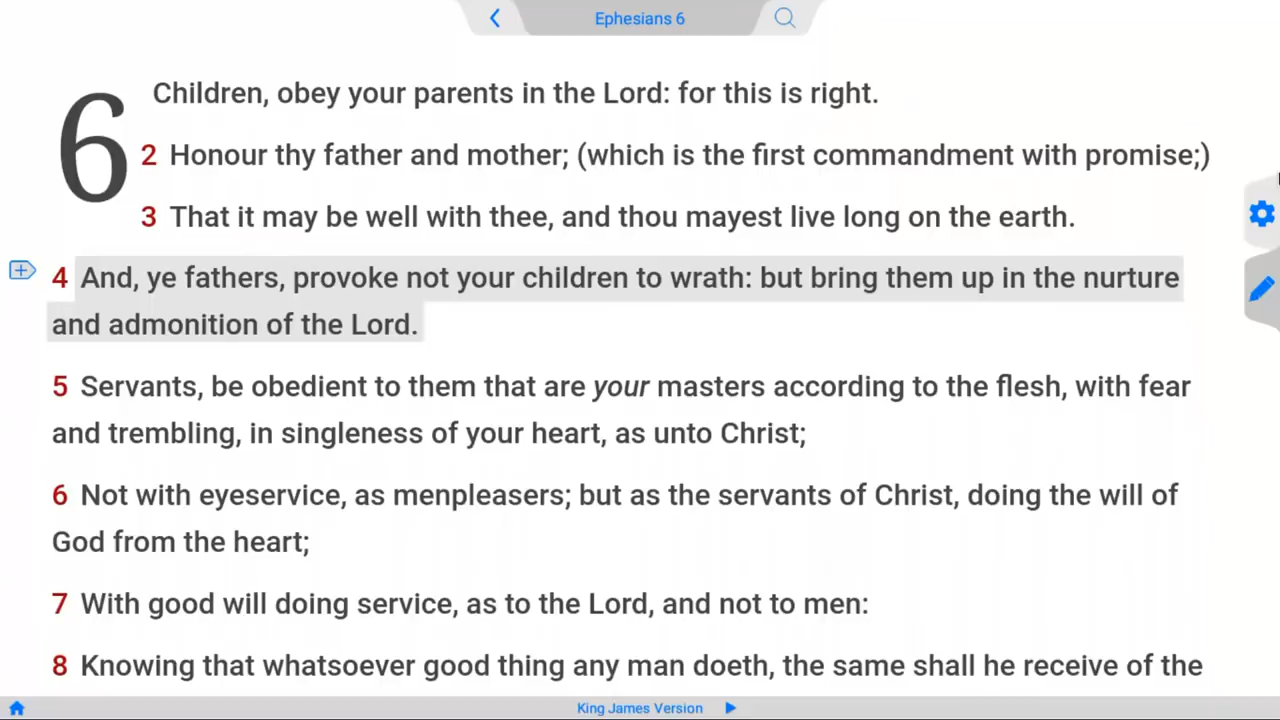 Ephesians 6
6 Children, obey your parents in the Lord: for this is right.
2 Honour thy father and mother; (which is the first commandment with promise;)
3 That it may be well with thee, and thou mayest live long on the earth.
4 And, ye fathers, provoke not your children to wrath: but bring them up in the nurture
and admonition of the Lord.
5 Servants, be obedient to them that are your masters according to the flesh, with fear
and trembling, in singleness of your heart, as unto Christ;
6 Not with eyeservice, as menpleasers; but as the servants of Christ, doing the will of
God from the heart;
7 With good will doing service, as to the Lord, and not to men:
8 Knowing that whatsoever good thing any man doeth, the same shall he receive of the
King James Version